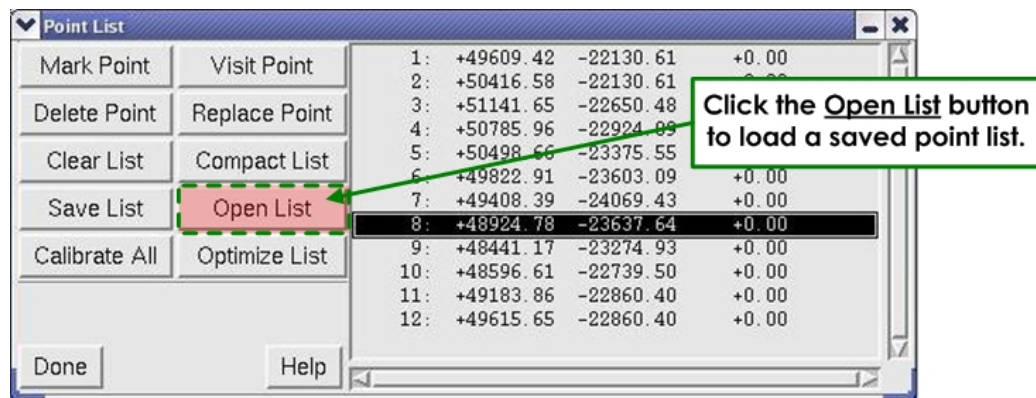 Point List
Mark Point
Visit Point
Delete Point
Replace Point
Clear List
Compact List
Save List
Open List
Calibrate All
Optimize List
Done
Help
1: +49609.42 -22130.61 +0.00
2: +50416.58 -22130.61
3: +51141.65 -22650.48
4: +50785.96
5: +50498.66 -23375.55
6: +49822.91 -23603.09 +0.00
7: +49408.39 -24069.43 +0.00
8: +48924.78 -23637.64 +0.00
9: +48441.17 -23274.93 +0.00
10: +48596.61 -22739.50 +0.00
11: +49183.86 -22860.40 +0.00
12: +49615.65 -22860.40 +0.00
Click the Open List button
to load a saved point list.